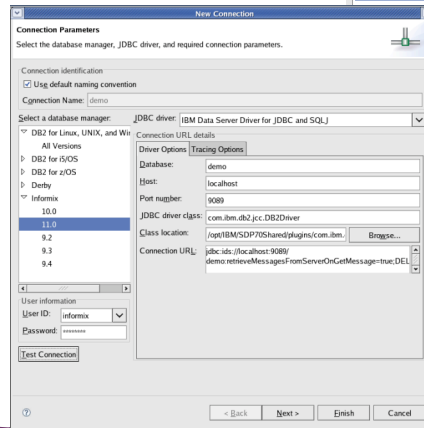 New Connection
Connection Parameters
Select the database manager, JDBC driver, and required connection parameters.
Connection identification
Use default naming convention
Connection Name: demo
Select a database manager:
JDBC driver: IBM Data Server Driver for JDBC and SQLJ
DB2 for Linux, UNIX, and Wir
All Versions
DB2 for i5/OS
DB2 for z/OS
Derby
Informix
10.0
11.0
9.2
9.3
9.4
Connection URL details
Driver Options Tracing Options
Database: demo
Host: localhost
Port number: 9089
JDBC driver class: com.ibm.db2.jcc.DB2Driver
Class location: /opt/IBM/SDP70Shared/plugins/com.ibm. Browse...
Connection URL: jdbc:ids://localhost:9089/
demo:retrieveMessagesFromServerOnGetMessage=true;DEL
User information
User ID: informix
Password: ********
Test Connection
? < Back Next > Finish Cancel